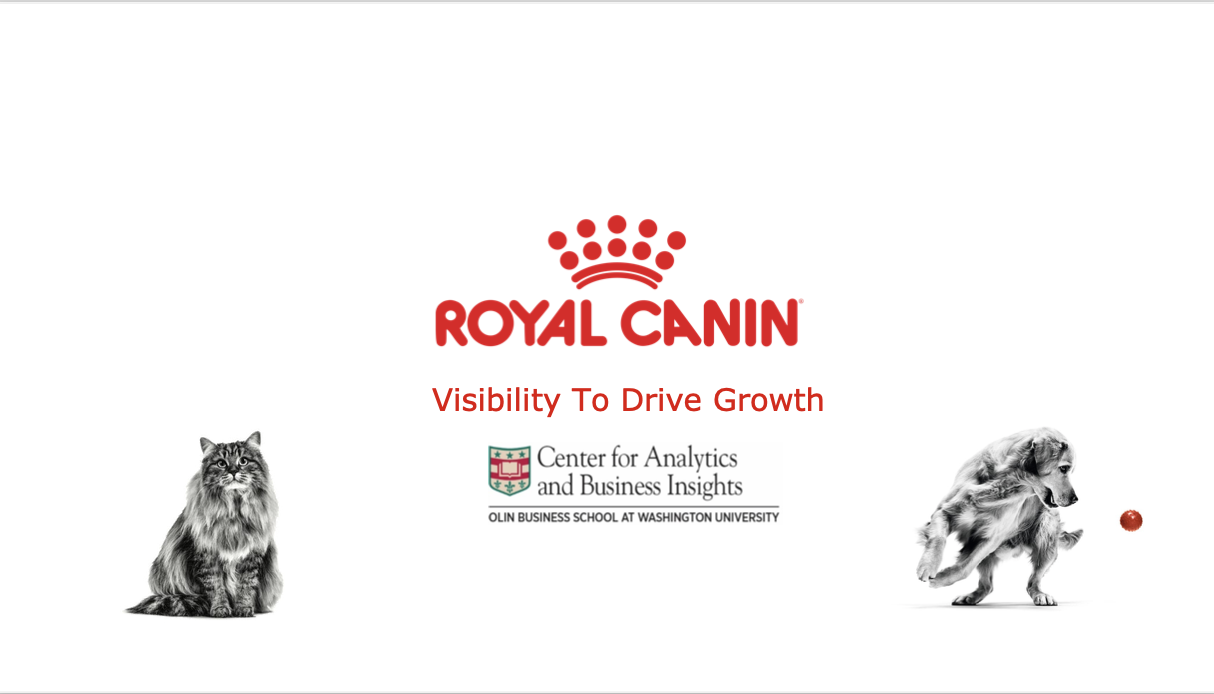 ROYAL CANIN®
Visibility To Drive Growth
Center for Analytics
and Business Insights
OLIN BUSINESS SCHOOL AT WASHINGTON UNIVERSITY